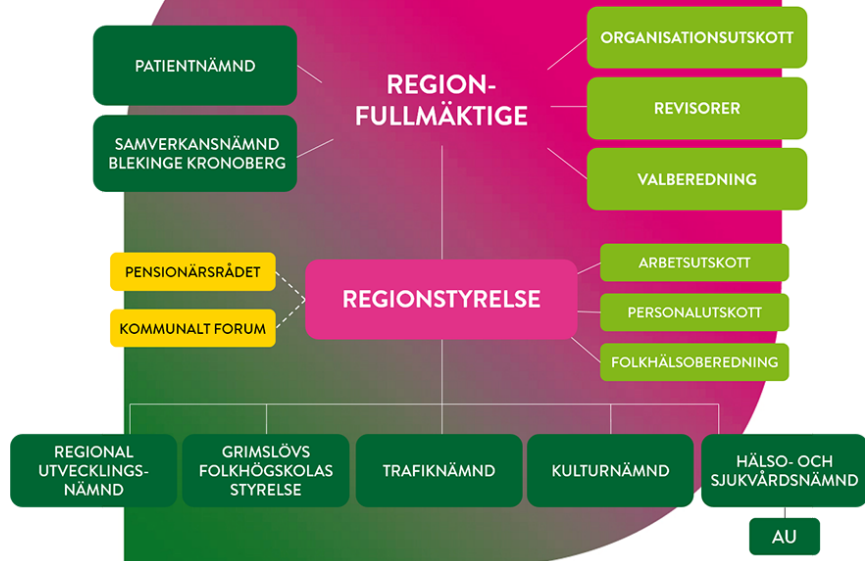 PATIENTNÄMND
SAMVERKANSNÄMND
BLEKINGE KRONOBERG
REGION-
FULLMÄKTIGE
ORGANISATIONSUTSKOTT
REVISORER
VALBEREDNING
PENSIONÄRSRÅDET
KOMMUNALT FORUM
REGIONSTYRELSE
ARBETSUTSKOTT
PERSONALUTSKOTT
FOLKHÄLSOBEREDNING
REGIONAL
UTVECKLINGS-
NÄMND
GRIMSLÖVS
FOLKHÖGSKOLAS
STYRELSE
TRAFIKNÄMND
KULTURNÄMND
HÄLSO- OCH
SJUKVÅRDSNÄMND
AU